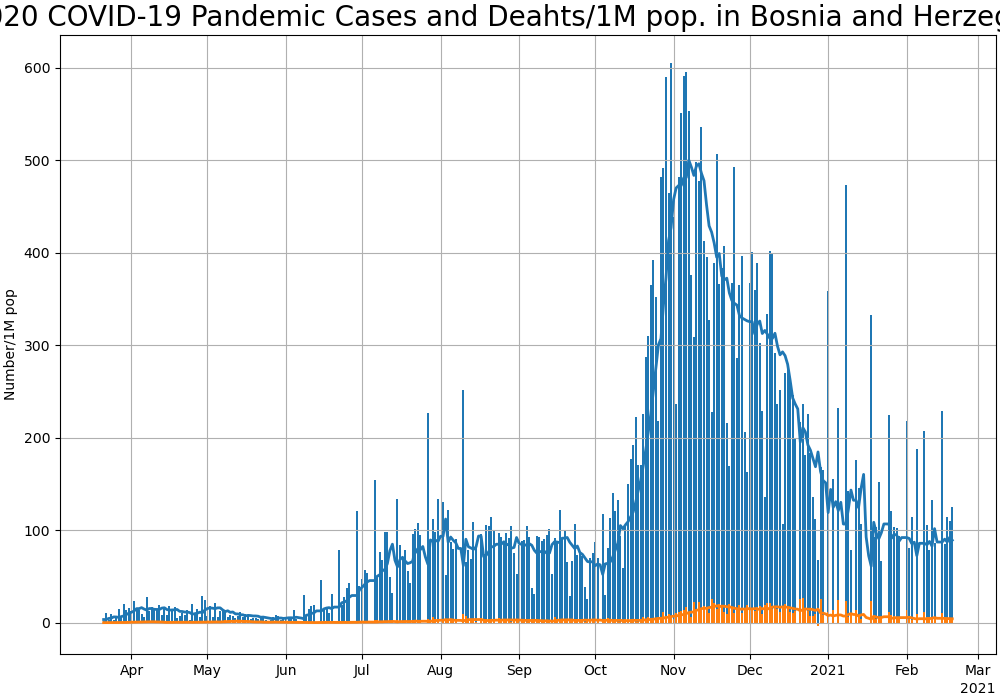 020 COVID-19 Pandemic Cases and Deahts/1M pop. in Bosnia and Herzeg
600
500
400
300
200
100
0
Number/1M pop
Apr May Jun Jul Aug Sep Oct Nov Dec 2021 Feb Mar
2021